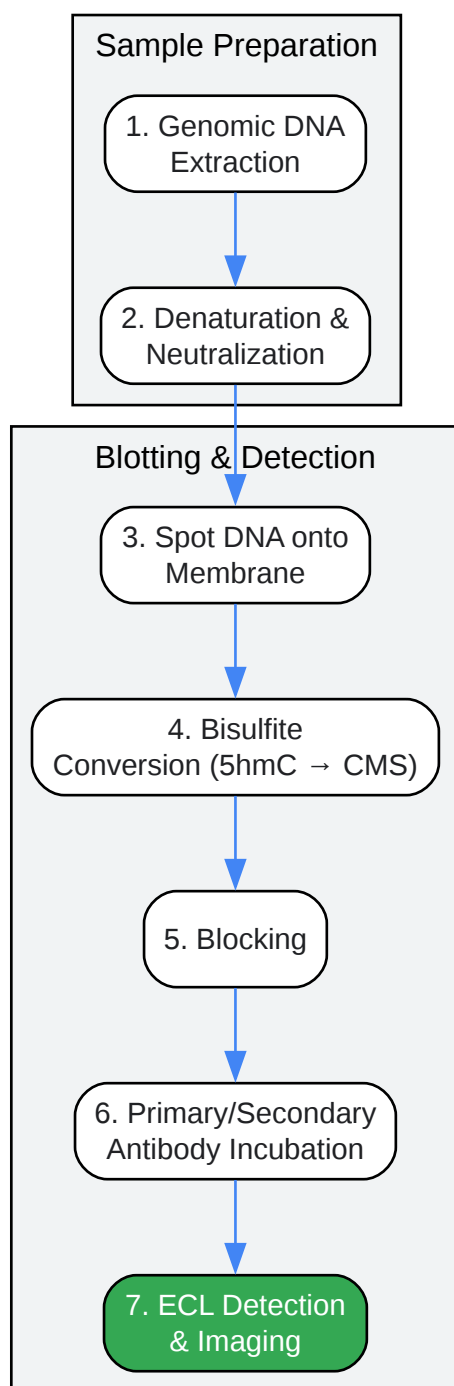 Sample Preparation
1. Genomic DNA
Extraction
2. Denaturation &
Neutralization
Blotting & Detection
3. Spot DNA onto
Membrane
4. Bisulfite
Conversion (5hmC → CMS)
5. Blocking
6. Primary/Secondary
Antibody Incubation
7. ECL Detection
& Imaging